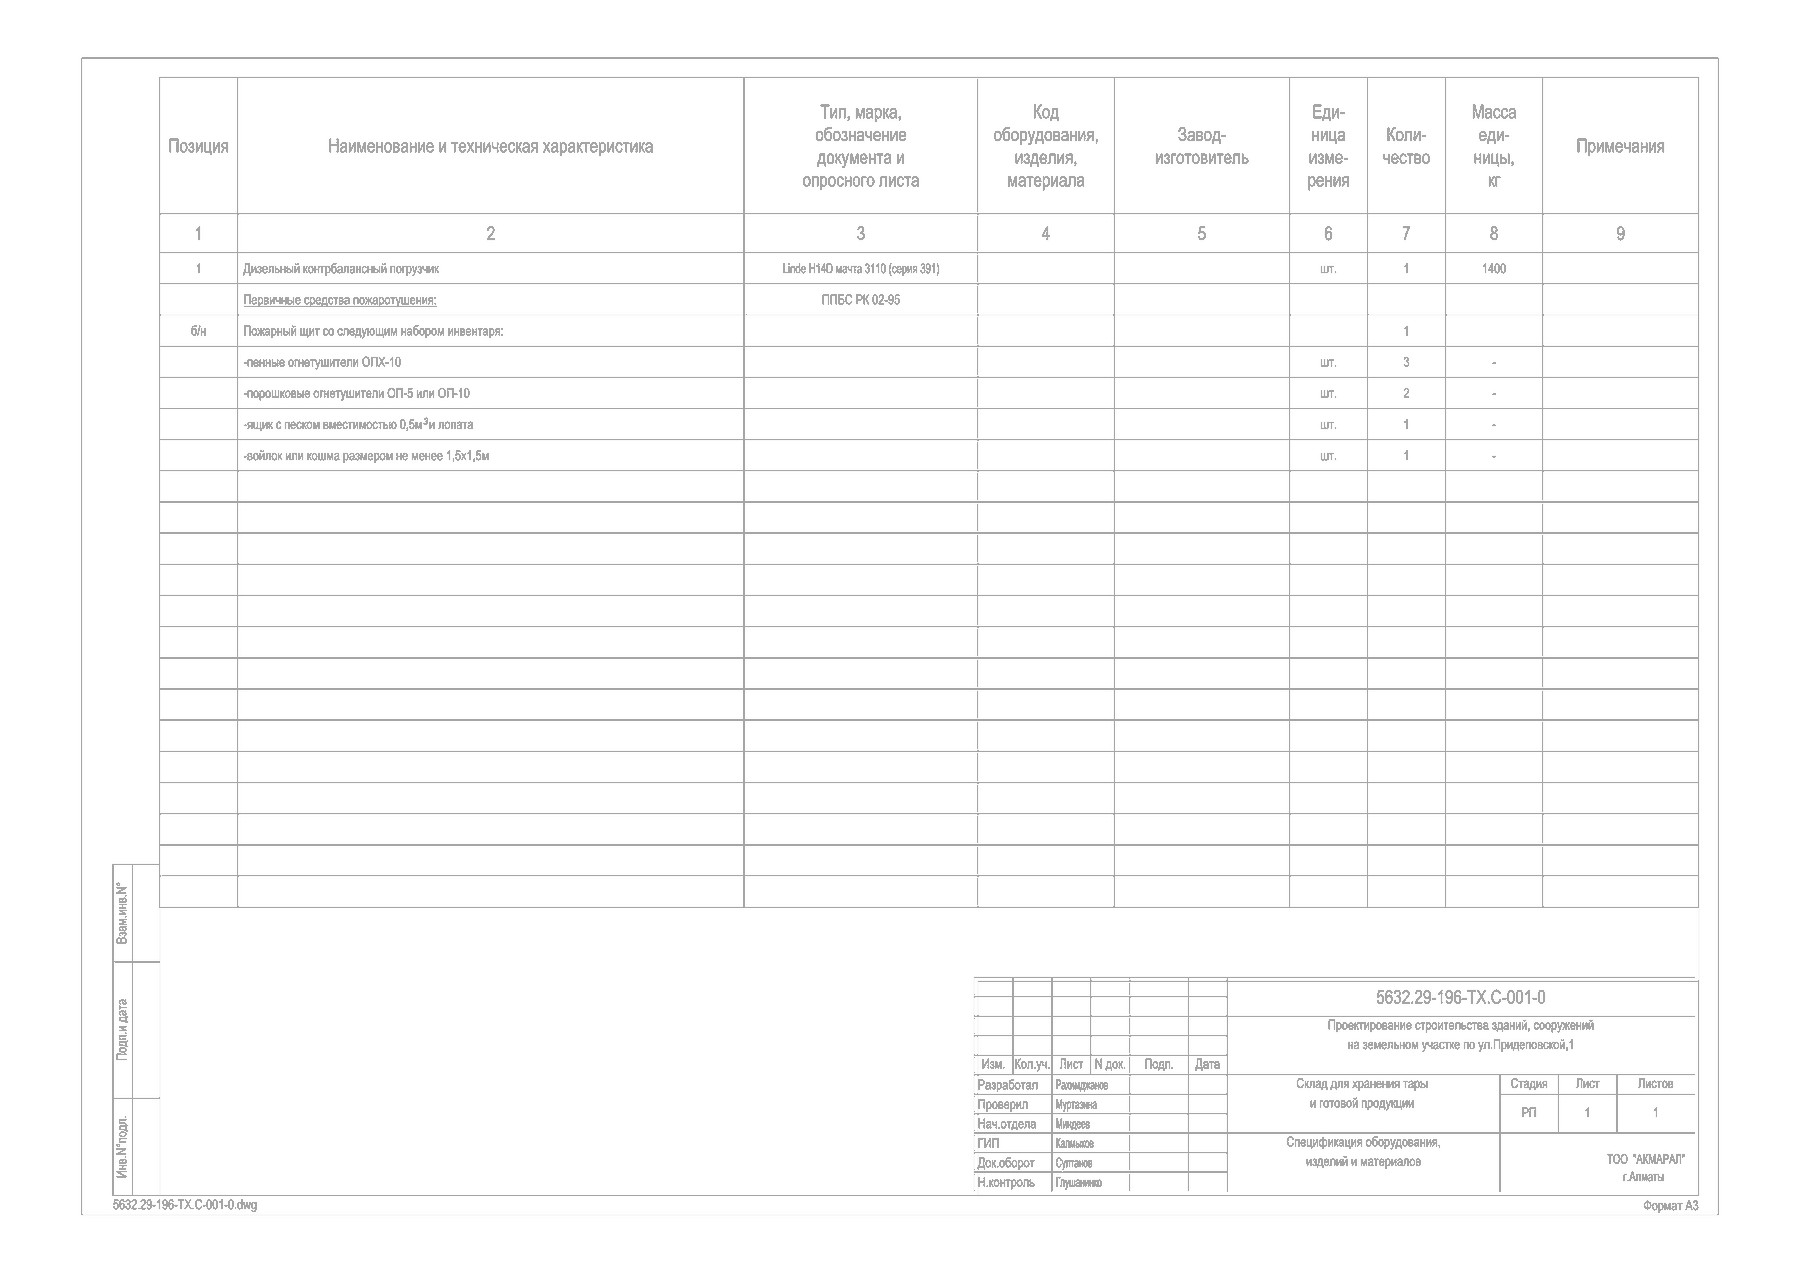 Позиция
Наименование и техническая характеристика
Тип, марка,
обозначение
документа и
опросного листа
Код
оборудования,
изделия,
материала
Завод-
изготовитель
Еди-
ница
изме-
рения
Коли-
чество
Масса
еди-
ницы,
кг
Примечания
1 2 3 4 5 6 7 8 9
1 Дизельный контрбалансный погрузчик Linde H14D мачта 3110 (серия 391) шт. 1 1400
Первичные средства пожаротушения: ППБС РК 02-95
б/н Пожарный щит со следующим набором инвентаря: 1
-пенные огнетушители ОПХ-10 шт. 3 -
-порошковые огнетушители ОП-5 или ОП-10 шт. 2 -
-ящик с песком вместимостью 0,5м³и лопата шт. 1 -
-войлок или кошма размером не менее 1,5х1,5м шт. 1 -
Взам.инв.N°
Подп.и дата
Инв.N°подл.
5632.29-196-ТХ.С-001-0
Проектирование строительства зданий, сооружений
на земельном участке по ул.Приделовской,1
Изм. Кол.уч. Лист N док. Подп. Дата
Разработал Рахимджанов
Проверил Муртазина
Нач.отдела Миндеев
ГИП Калмыков
Док.оборот Султанов
Н.контроль Глушаниико
Склад для хранения тары
и готовой продукции
Стадия Лист Листов
РП 1 1
Спецификация оборудования,
изделий и материалов
ТОО "АКМАРАЛ"
г.Алматы
5632.29-196-ТХ.С-001-0.dwg
Формат А3